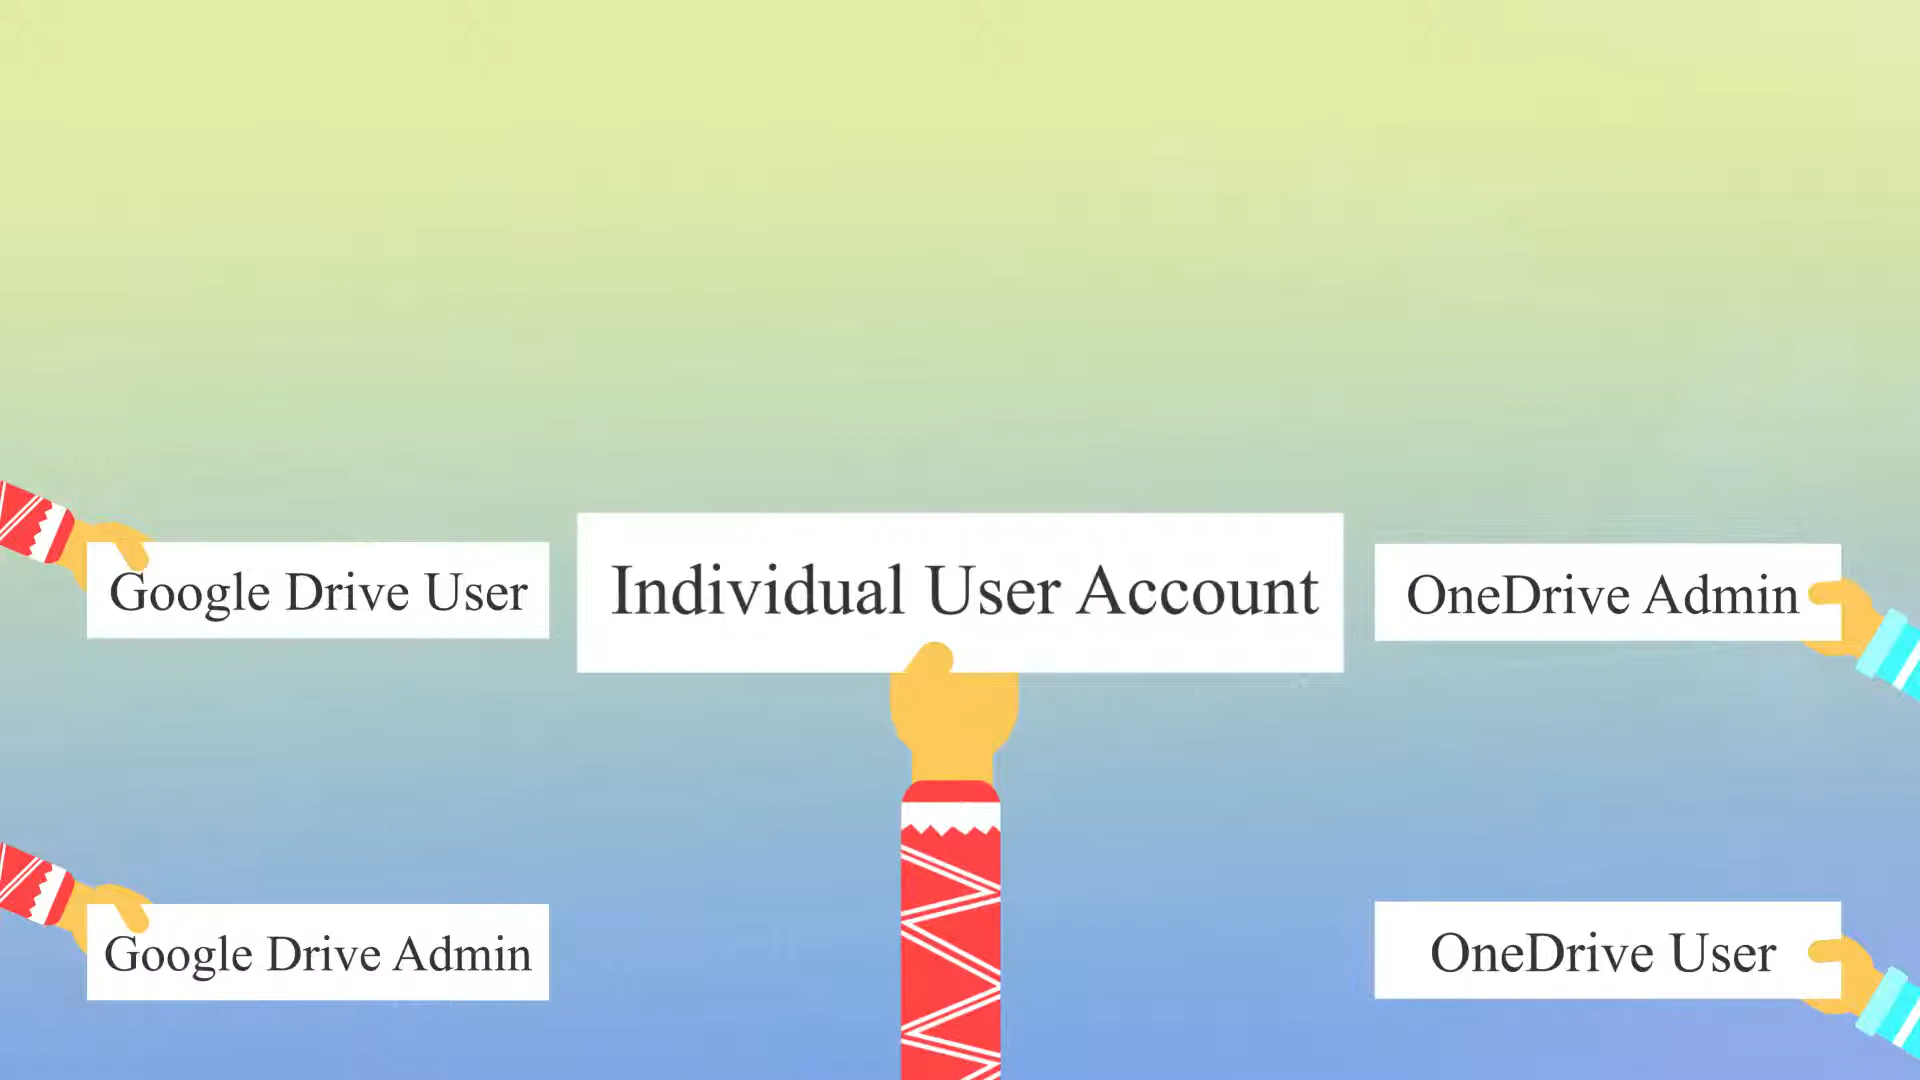 Google Drive User
Individual User Account
OneDrive Admin
Google Drive Admin
OneDrive User